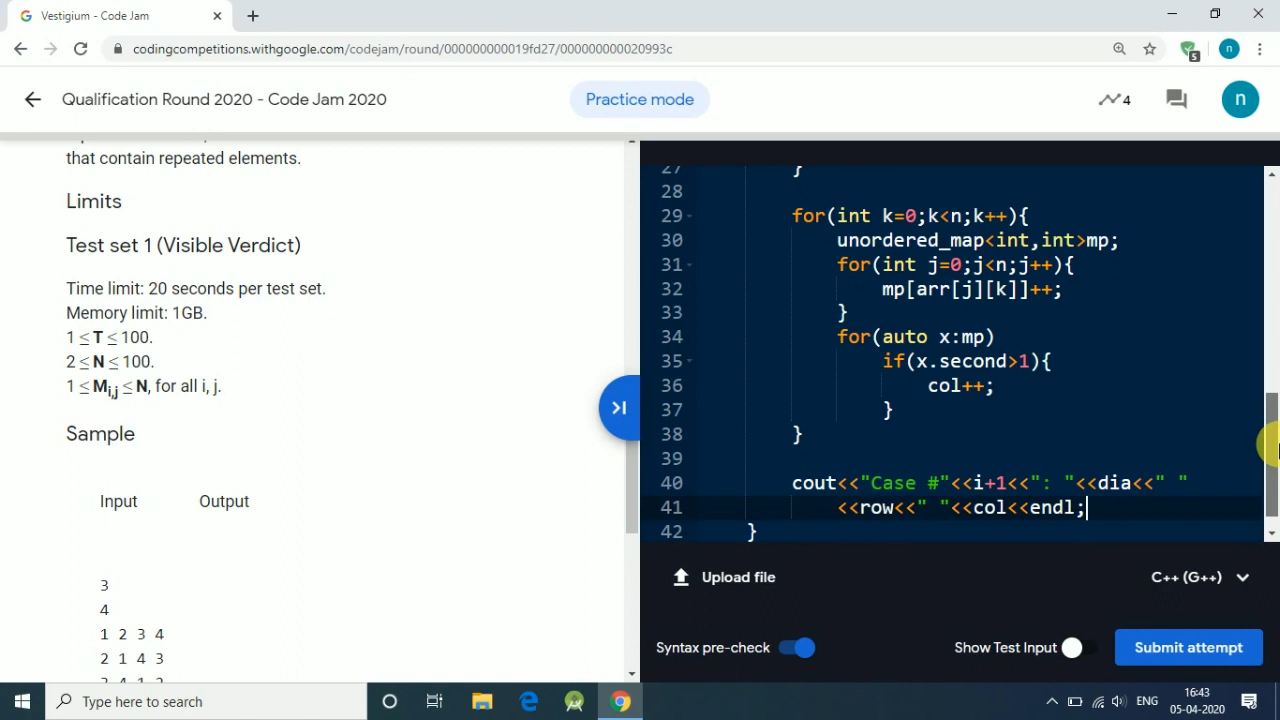 Vestigium - Code Jam
codingcompetitions.withgoogle.com/codejam/round/000000000019fd27/000000000020993c
5
n
Qualification Round 2020 - Code Jam 2020
Practice mode
4
n
that contain repeated elements.
Limits
Test set 1 (Visible Verdict)
Time limit: 20 seconds per test set.
Memory limit: 1GB.
1 ≤ T ≤ 100.
2 ≤ N ≤ 100.
1 ≤ Mi,j ≤ N, for all i, j.
Sample
Input Output
3
4
1 2 3 4
2 1 4 3
27 }
28
29 for(int k=0;k<n;k++){
30 unordered_map<int,int>mp;
31 for(int j=0;j<n;j++){
32 mp[arr[j][k]]++;
33 }
34 for(auto x:mp)
35 if(x.second>1){
36 col++;
37 }
38 }
39
40 cout<<"Case #"<<i+1<<": "<<dia<<" "
41 <<row<<" "<<col<<endl;
42 }
Upload file
C++ (G++)
Syntax pre-check
Show Test Input
Submit attempt
Type here to search
ENG
16:43
05-04-2020